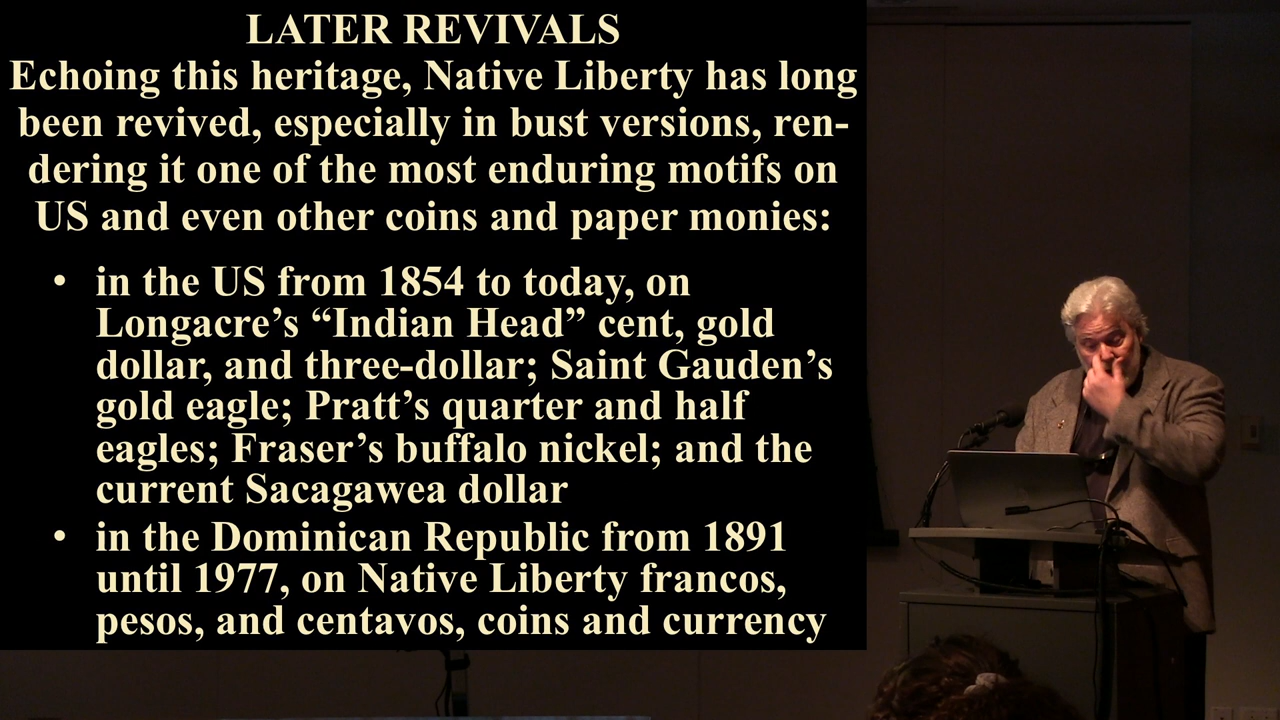 LATER REVIVALS
Echoing this heritage, Native Liberty has long
been revived, especially in bust versions, ren-
dering it one of the most enduring motifs on
US and even other coins and paper monies:
• in the US from 1854 to today, on
Longacre’s “Indian Head” cent, gold
dollar, and three-dollar; Saint Gauden’s
gold eagle; Pratt’s quarter and half
eagles; Fraser’s buffalo nickel; and the
current Sacagawea dollar
• in the Dominican Republic from 1891
until 1977, on Native Liberty francos,
pesos, and centavos, coins and currency